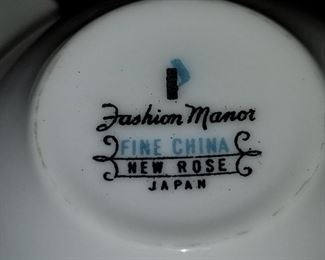 Fashion Manor
FINE CHINA
NEW ROSE
JAPAN